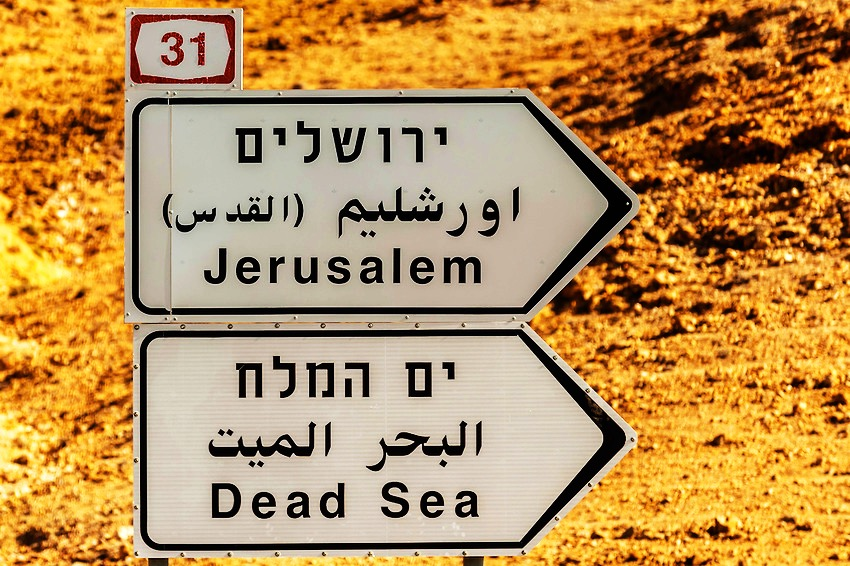 31
ירושלים
اورشليم (القدس)
Jerusalem
ים המלח
البحر الميت
Dead Sea